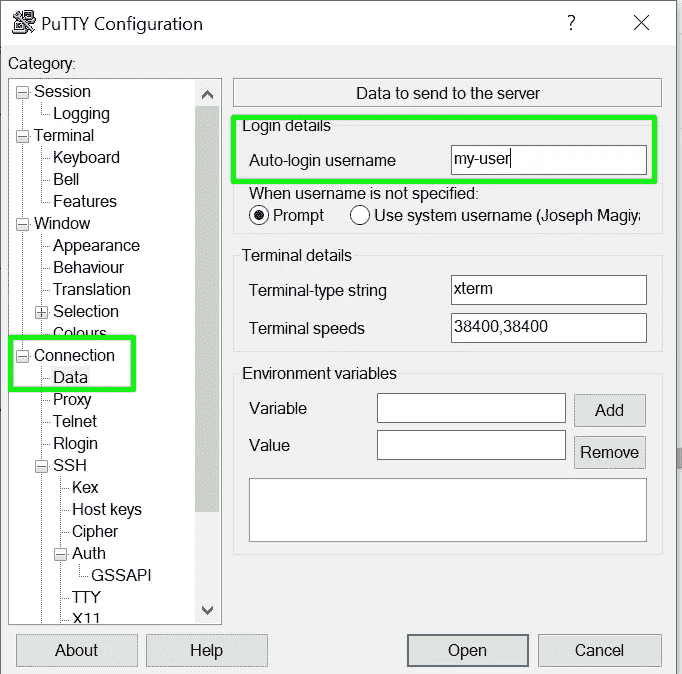 PuTTY Configuration ?
Category:
Session
Logging
Terminal
Keyboard
Bell
Features
Window
Appearance
Behaviour
Translation
Selection
Colours
Connection
Data
Proxy
Telnet
Rlogin
SSH
Kex
Host keys
Cipher
Auth
GSSAPI
TTY
X11
Data to send to the server
Login details
Auto-login username my-user
When username is not specified:
Prompt Use system username (Joseph Magiya
Terminal details
Terminal-type string xterm
Terminal speeds 38400,38400
Environment variables
Variable Add
Value Remove
About Help Open Cancel